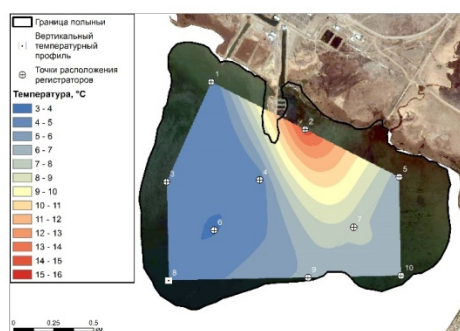 Граница полыньи
Вертикальный
температурный
профиль
Точки расположения
регистраторов
Температура, °C
3 - 4
4 - 5
5 - 6
6 - 7
7 - 8
8 - 9
9 - 10
10 - 11
11 - 12
12 - 13
13 - 14
14 - 15
15 - 16
1
2
3
4
5
6
7
8
9
10
0 0.25 0.5